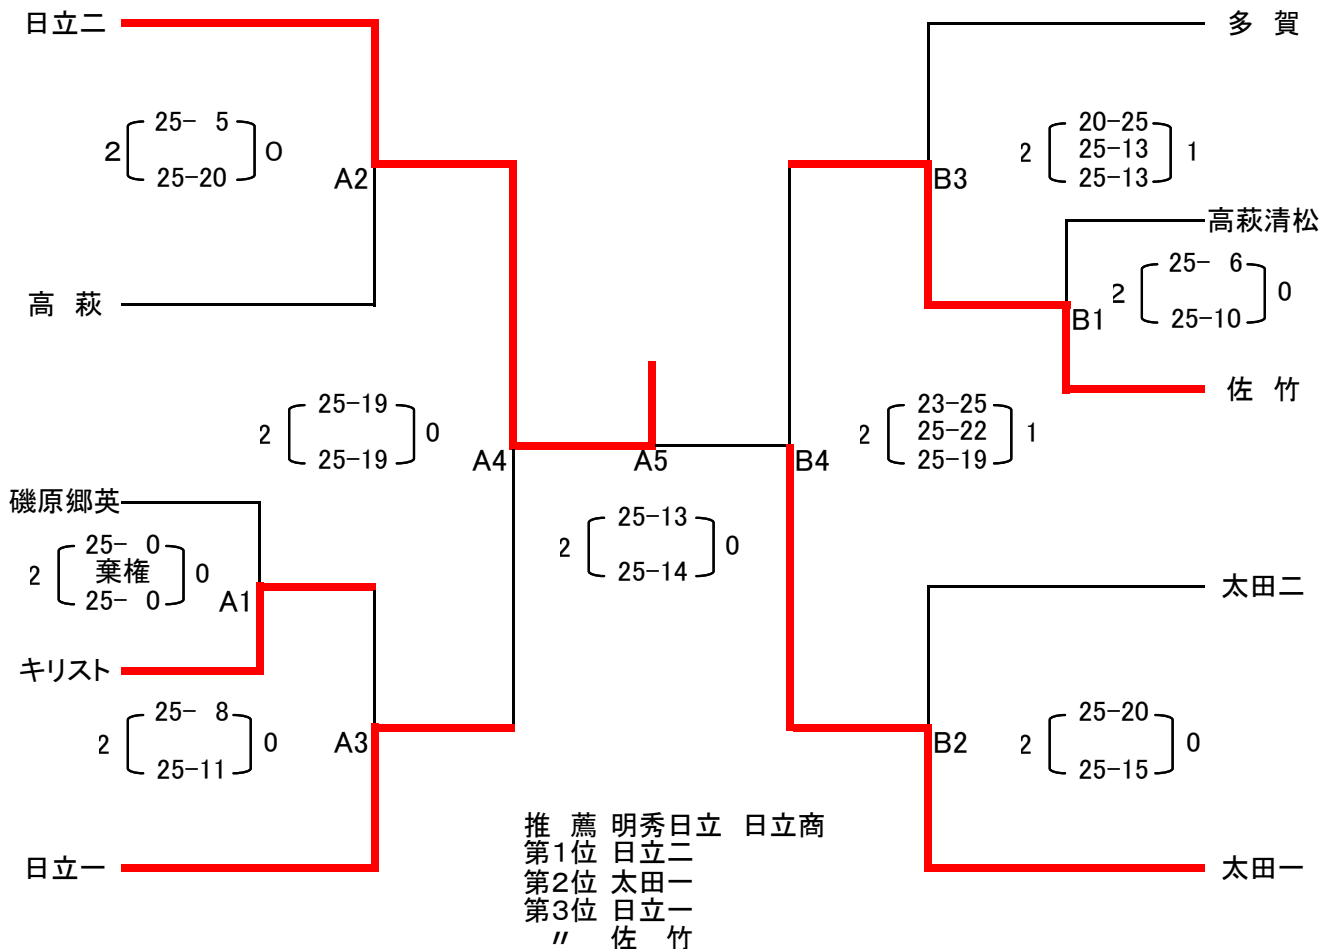 日立二
多 賀
2 25- 5 0
25-20
A2
2 20-25 1
25-13
25-13
B3
高萩清松
高 萩
2 25- 6 0
25-10
B1
佐 竹
2 25-19 0
25-19
A4
A5
2 23-25 1
25-22
25-19
B4
磯原郷英
2 25- 0 0
棄権
25- 0
A1
2 25-13 0
25-14
太田二
キリスト
2 25- 8 0
25-11
A3
2 25-20 0
25-15
B2
日立一
太田一
推 薦 明秀日立 日立商
第1位 日立二
第2位 太田一
第3位 日立一
〃 佐 竹